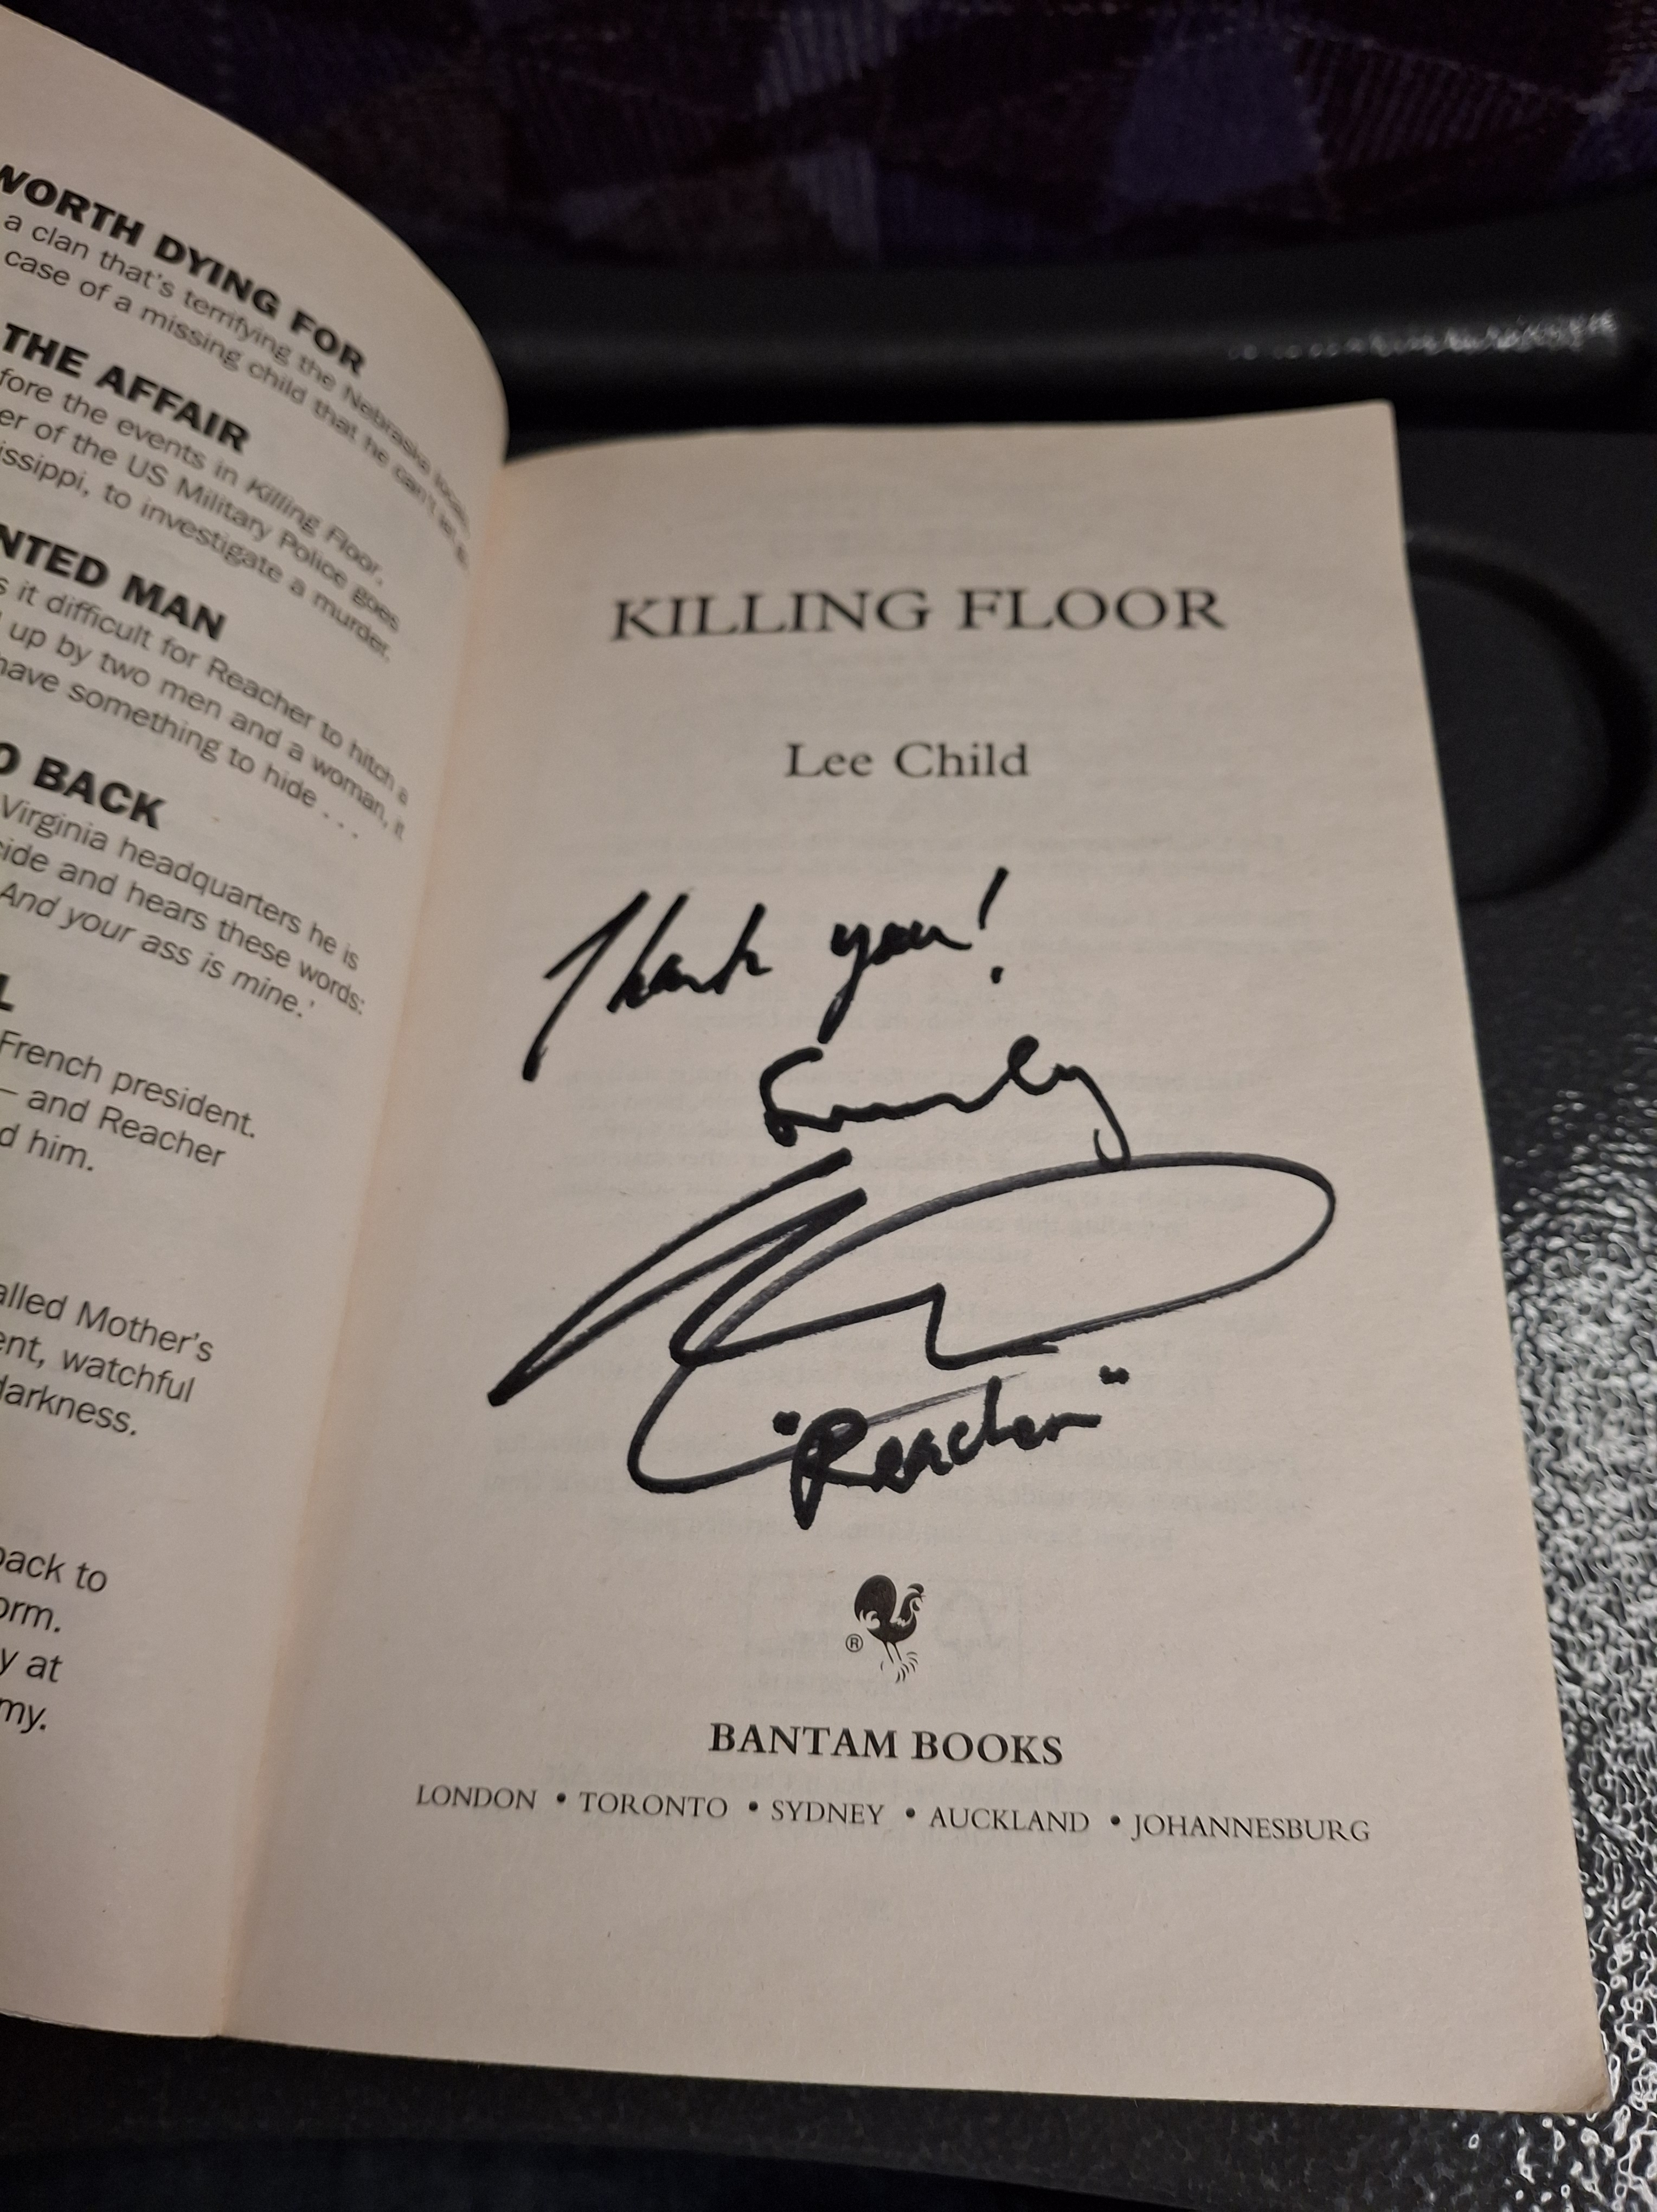 WORTH DYING FOR
a clan that's terrifying the Nebraska locals,
case of a missing child that he can't let
THE AFFAIR
fore the events in Killing Floor,
er of the US Military Police goes
issippi, to investigate a murder.
NTED MAN
s it difficult for Reacher to hitch a
up by two men and a woman, it
have something to hide . . .
O BACK
Virginia headquarters he is
cide and hears these words:
And your ass is mine.'
L
French president.
– and Reacher
d him.
alled Mother's
ent, watchful
darkness.
back to
orm.
y at
my.
KILLING FLOOR
Lee Child
Thank you!
"Reacher"
®
BANTAM BOOKS
LONDON • TORONTO • SYDNEY • AUCKLAND • JOHANNESBURG